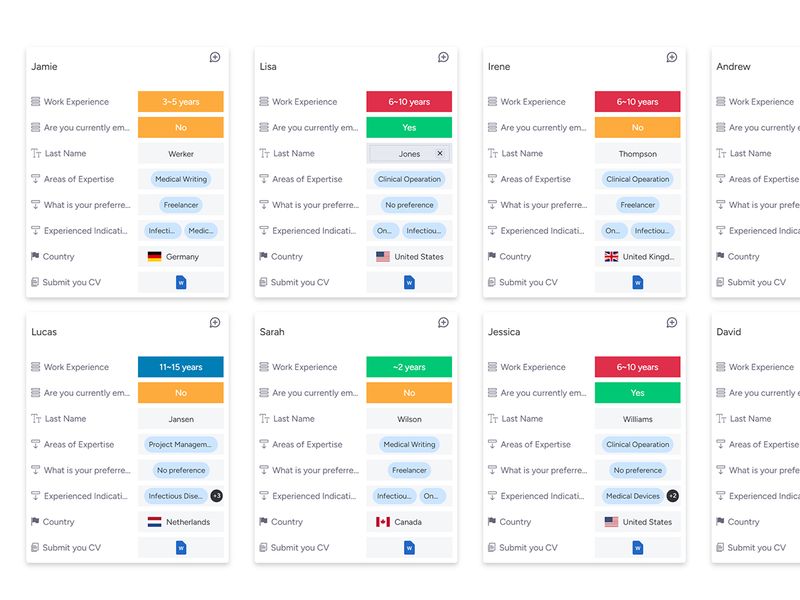 Jamie
Work Experience 3~5 years
Are you currently em... No
Last Name Werker
Areas of Expertise Medical Writing
What is your preferre... Freelancer
Experienced Indicati... Infecti... Medic...
Country Germany
Submit you CV W
Lisa
Work Experience 6~10 years
Are you currently em... Yes
Last Name Jones ×
Areas of Expertise Clinical Opearation
What is your preferre... No preference
Experienced Indicati... On... Infectiou...
Country United States
Submit you CV W
Irene
Work Experience 6~10 years
Are you currently em... No
Last Name Thompson
Areas of Expertise Clinical Opearation
What is your preferre... Freelancer
Experienced Indicati... On... Infectiou...
Country United Kingd...
Submit you CV W
Andrew
Work Experience
Are you currently em...
Last Name
Areas of Expertise
What is your preferre...
Experienced Indicati...
Country
Submit you CV
Lucas
Work Experience 11~15 years
Are you currently em... No
Last Name Jansen
Areas of Expertise Project Managem...
What is your preferre... No preference
Experienced Indicati... Infectious Dise... +3
Country Netherlands
Submit you CV W
Sarah
Work Experience ~2 years
Are you currently em... No
Last Name Wilson
Areas of Expertise Medical Writing
What is your preferre... Freelancer
Experienced Indicati... Infectiou... On...
Country Canada
Submit you CV W
Jessica
Work Experience 6~10 years
Are you currently em... Yes
Last Name Williams
Areas of Expertise Clinical Opearation
What is your preferre... No preference
Experienced Indicati... Medical Devices +2
Country United States
Submit you CV W
David
Work Experience
Are you currently em...
Last Name
Areas of Expertise
What is your preferre...
Experienced Indicati...
Country
Submit you CV